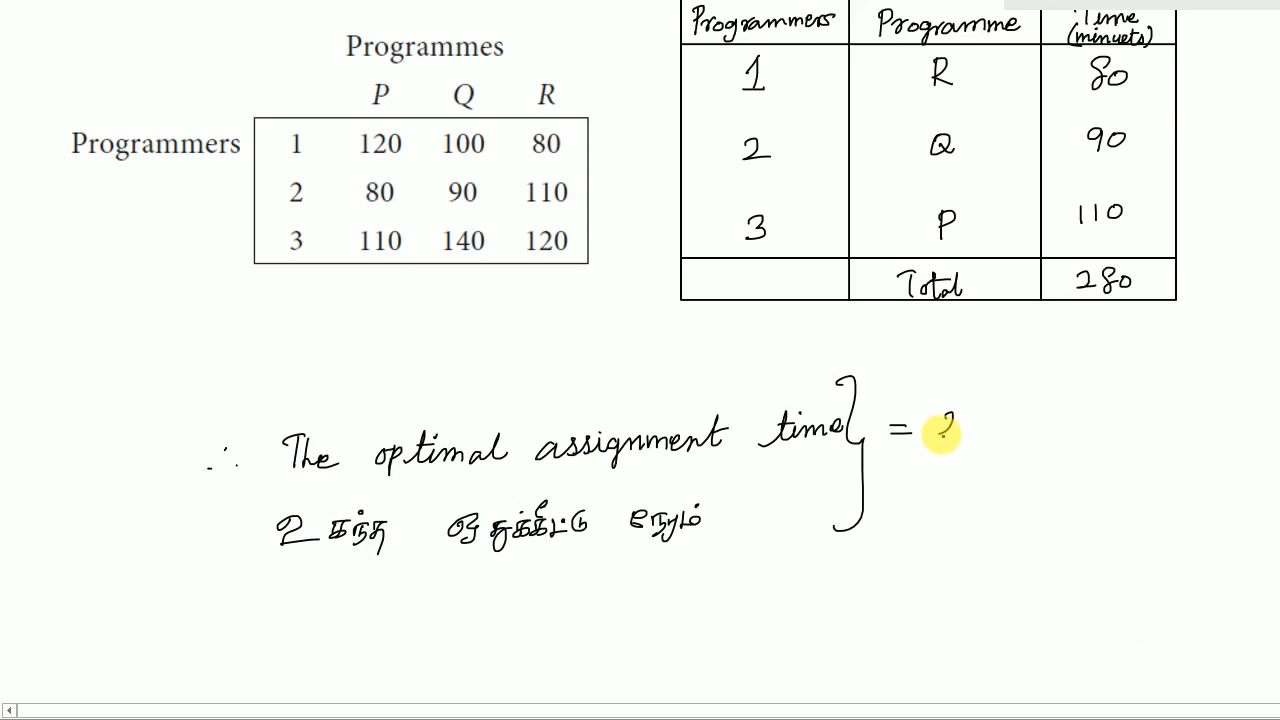 Programmes
P Q R
Programmers 1 120 100 80
2 80 90 110
3 110 140 120
Programmers Programme Time (minuets)
1 R 80
2 Q 90
3 P 110
Total 280
∴ The optimal assignment time } = ?
உகந்த ஒதுக்கீட்டு நேரம்